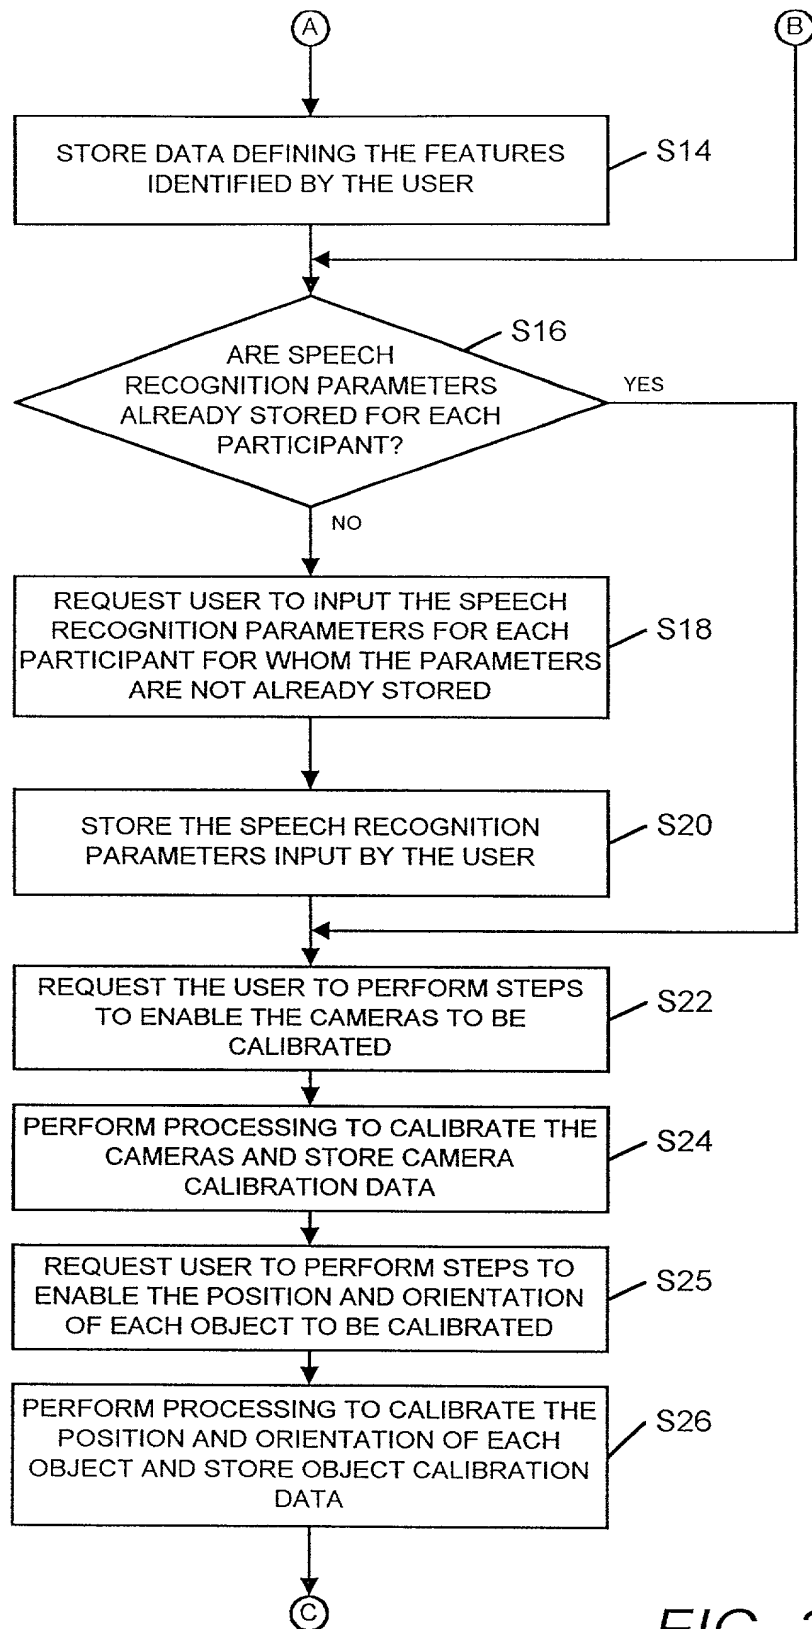 A
B
STORE DATA DEFINING THE FEATURES
IDENTIFIED BY THE USER
S14
S16
ARE SPEECH
RECOGNITION PARAMETERS
ALREADY STORED FOR EACH
PARTICIPANT?
YES
NO
REQUEST USER TO INPUT THE SPEECH
RECOGNITION PARAMETERS FOR EACH
PARTICIPANT FOR WHOM THE PARAMETERS
ARE NOT ALREADY STORED
S18
STORE THE SPEECH RECOGNITION
PARAMETERS INPUT BY THE USER
S20
REQUEST THE USER TO PERFORM STEPS
TO ENABLE THE CAMERAS TO BE
CALIBRATED
S22
PERFORM PROCESSING TO CALIBRATE THE
CAMERAS AND STORE CAMERA
CALIBRATION DATA
S24
REQUEST USER TO PERFORM STEPS TO
ENABLE THE POSITION AND ORIENTATION
OF EACH OBJECT TO BE CALIBRATED
S25
PERFORM PROCESSING TO CALIBRATE THE
POSITION AND ORIENTATION OF EACH
OBJECT AND STORE OBJECT CALIBRATION
DATA
S26
C
FIG.